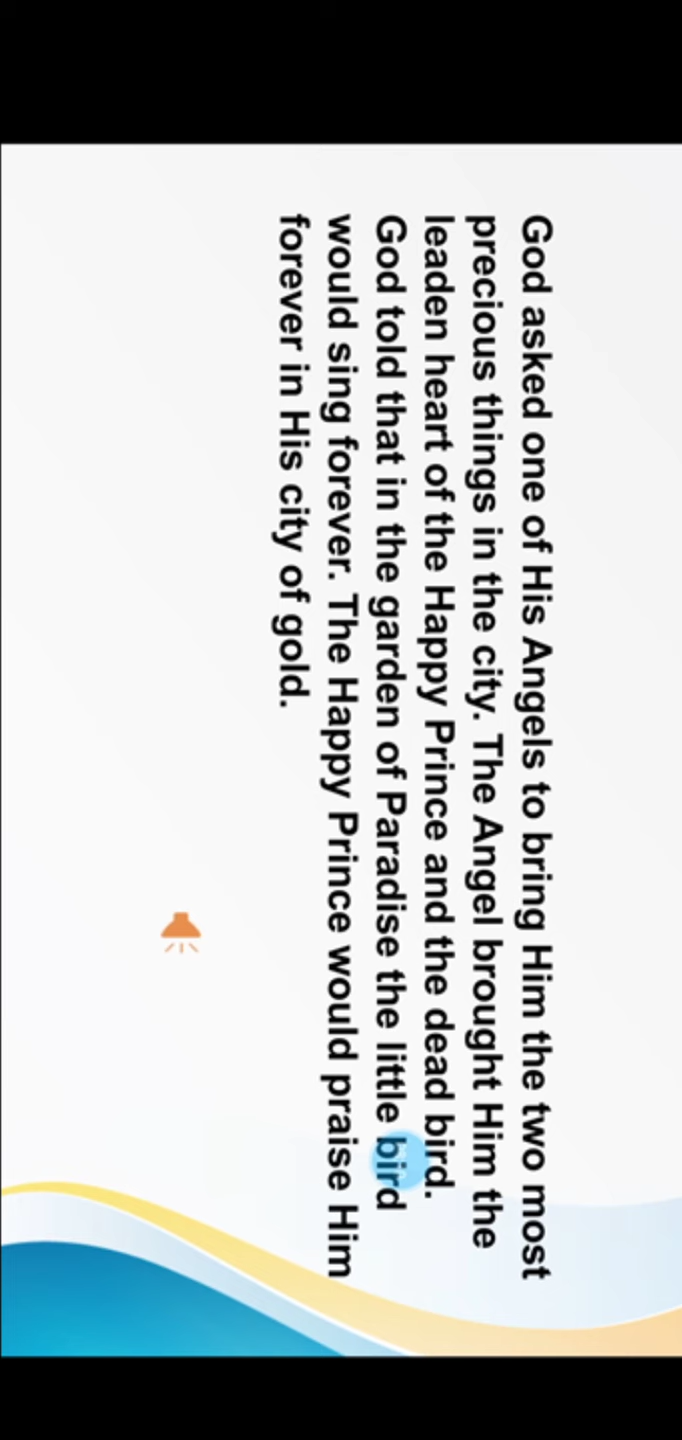 God asked one of His Angels to bring Him the two most
precious things in the city. The Angel brought Him the
leaden heart of the Happy Prince and the dead bird.
God told that in the garden of Paradise the little bird
would sing forever. The Happy Prince would praise Him
forever in His city of gold.